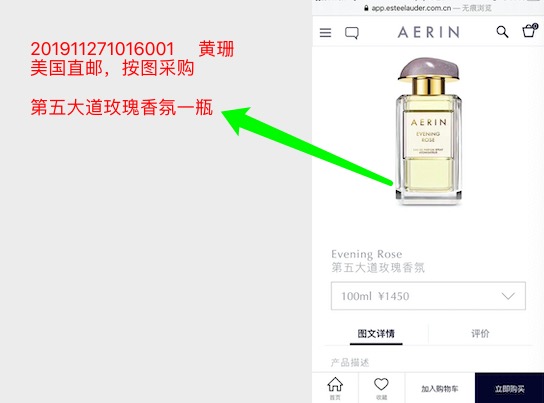 201911271016001 黄珊
美国直邮，按图采购
第五大道玫瑰香氛一瓶
app.esteelauder.com.cn — 无痕浏览
AERIN
0
AERIN
EVENING
ROSE
Evening Rose
第五大道玫瑰香氛
100ml ¥1450
图文详情 评价
产品描述
首页 收藏 加入购物车 立即购买